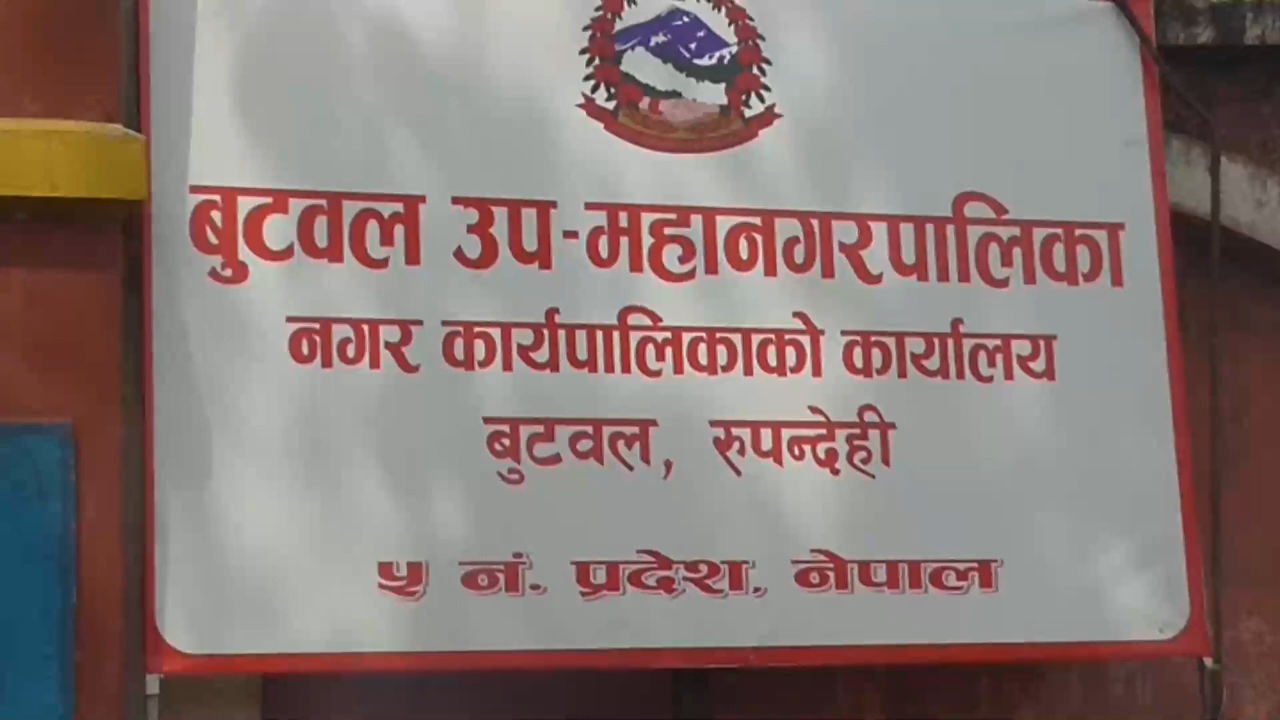 बुटवल उप-महानगरपालिका
नगर कार्यपालिकाको कार्यालय
बुटवल, रुपन्देही
५ नं. प्रदेश, नेपाल